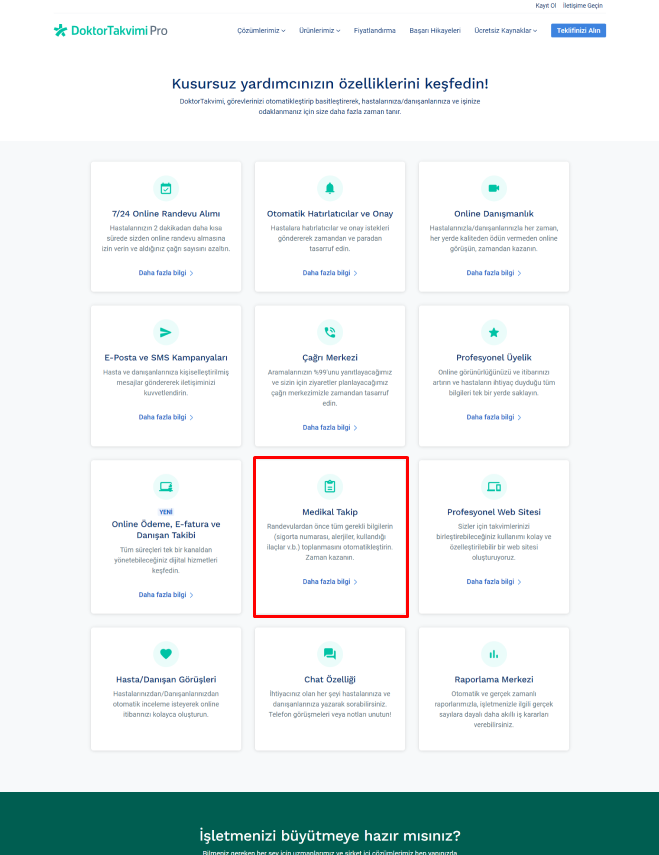 Kayıt Ol İletişime Geçin
DoktorTakvimi Pro
Çözümlerimiz Ürünlerimiz Fiyatlandırma Başarı Hikayeleri Ücretsiz Kaynaklar Teklifinizi Alın
Kusursuz yardımcınızın özelliklerini keşfedin!
DoktorTakvimi, görevlerinizi otomatikleştirip basitleştirerek, hastalarınıza/danışanlarınıza ve işinize
odaklanmanız için size daha fazla zaman tanır.
7/24 Online Randevu Alımı
Hastalarınızın 2 dakikadan daha kısa
sürede sizden online randevu almasına
izin verin ve aldığınız çağrı sayısını azaltın.
Daha fazla bilgi
Otomatik Hatırlatıcılar ve Onay
Hastalara hatırlatıcılar ve onay istekleri
göndererek zamandan ve paradan
tasarruf edin.
Daha fazla bilgi
Online Danışmanlık
Hastalarınızla/danışanlarınızla her zaman,
her yerde kaliteden ödün vermeden online
görüşün, zamandan kazanın.
Daha fazla bilgi
E-Posta ve SMS Kampanyaları
Hasta ve danışanlarınıza kişiselleştirilmiş
mesajlar göndererek iletişiminizi
kuvvetlendirin.
Daha fazla bilgi
Çağrı Merkezi
Aramalarınızın %99'unu yanıtlayacağımız
ve sizin için ziyaretler planlayacağımız
çağrı merkezimizle zamandan tasarruf
edin.
Daha fazla bilgi
Profesyonel Üyelik
Online görünürlüğünüzü ve itibarınızı
artırın ve hastaların ihtiyaç duyduğu tüm
bilgileri tek bir yerde saklayın.
Daha fazla bilgi
YENİ
Online Ödeme, E-fatura ve
Danışan Takibi
Tüm süreçleri tek bir kanaldan
yönetebileceğiniz dijital hizmetleri
keşfedin.
Daha fazla bilgi
Medikal Takip
Randevulardan önce tüm gerekli bilgilerin
(sigorta numarası, alerjiler, kullandığı
ilaçlar v.b.) toplanmasını otomatikleştirin.
Zaman kazanın.
Daha fazla bilgi
Profesyonel Web Sitesi
Sizler için takvimlerinizi
birleştirebileceğiniz kullanımı kolay ve
özelleştirilebilir bir web sitesi
oluşturuyoruz.
Daha fazla bilgi
Hasta/Danışan Görüşleri
Hastalarınızdan/Danışanlarınızdan
otomatik inceleme isteyerek online
itibarınızı kolayca oluşturun.
Chat Özelliği
İhtiyacınız olan her şeyi hastalarınıza ve
danışanlarınıza yazarak sorabilirsiniz.
Telefon görüşmeleri veya notları unutun!
Raporlama Merkezi
Otomatik ve gerçek zamanlı
raporlarımızla, işletmenizle ilgili gerçek
sayılara dayalı daha akıllı iş kararları
verebilirsiniz.
İşletmenizi büyütmeye hazır mısınız?
Bilmeniz gereken her şey için uzmanlarımız ve şirket içi çözümlerimiz hep yanınızda.